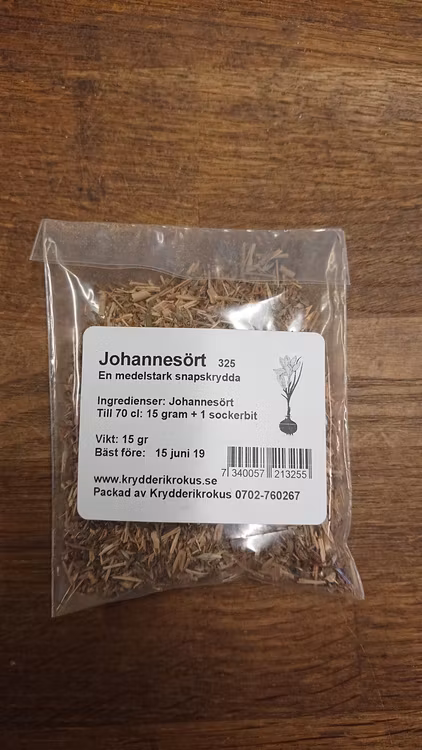 Johannesört 325
En medelstark snapskrydda
Ingredienser: Johannesört
Till 70 cl: 15 gram + 1 sockerbit
Vikt: 15 gr
Bäst före: 15 juni 19
7 340057 213255
www.krydderikrokus.se
Packad av Krydderikrokus 0702-760267